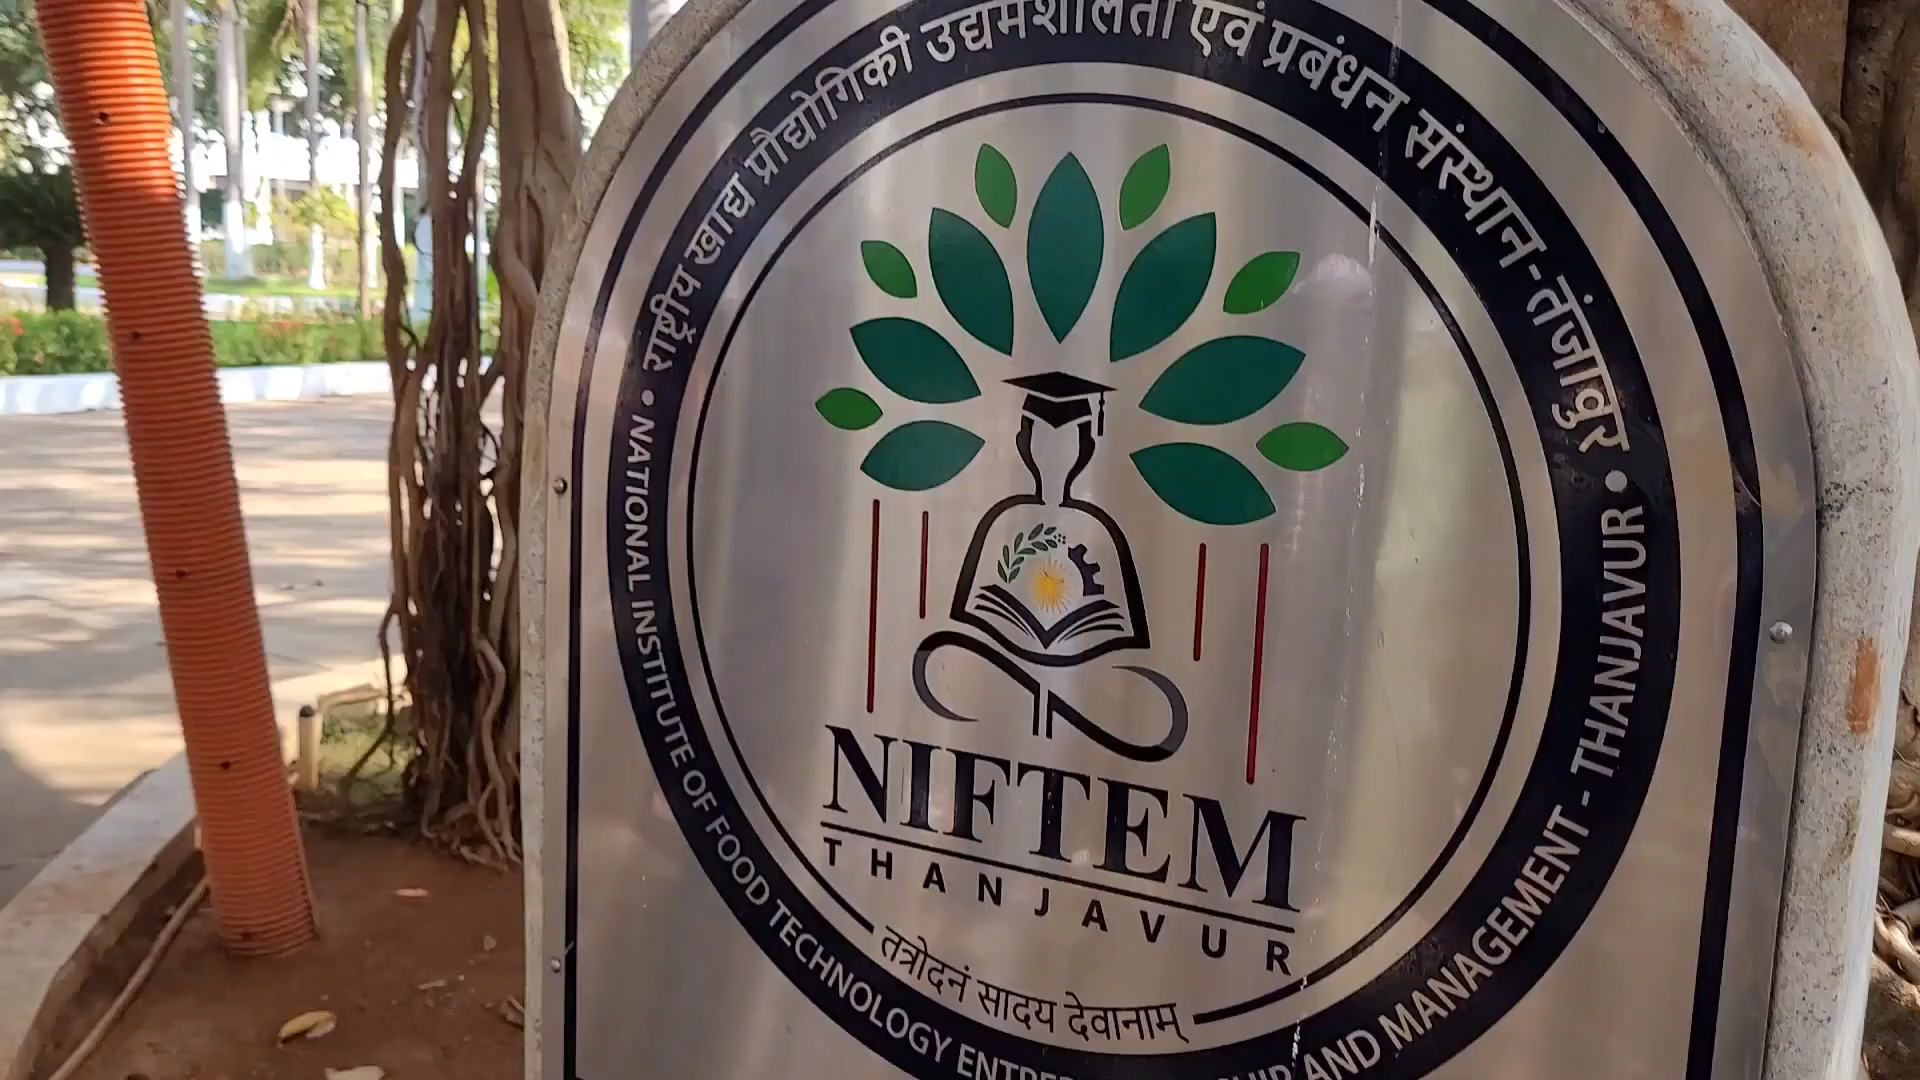 राष्ट्रीय खाद्य प्रौद्योगिकी उद्यमशीलता एवं प्रबंधन संस्थान - तंजावुर
NIFTEM
THANJAVUR
तत्रोदनं सादय देवानाम्
• NATIONAL INSTITUTE OF FOOD TECHNOLOGY AND MANAGEMENT - THANJAVUR •